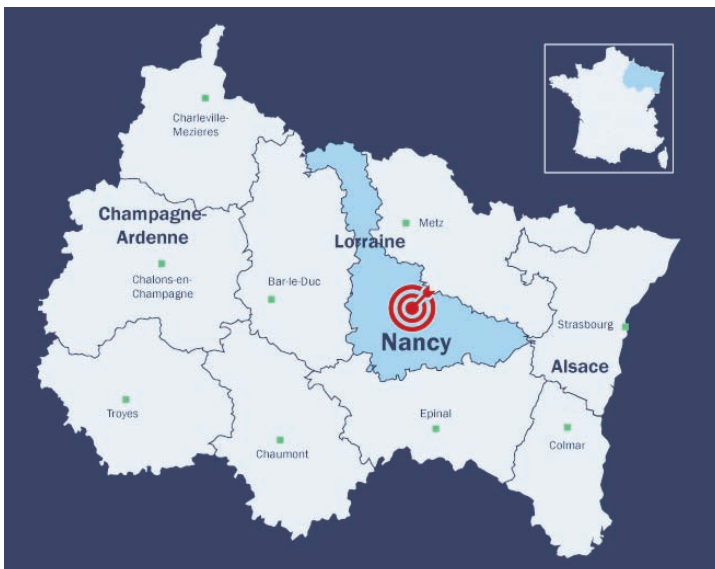 Charleville-
Mezieres
Champagne-
Ardenne
Metz
Lorraine
Chalons-en-
Champagne
Bar-le-Duc
Strasbourg
Nancy
Alsace
Troyes
Epinal
Chaumont
Colmar